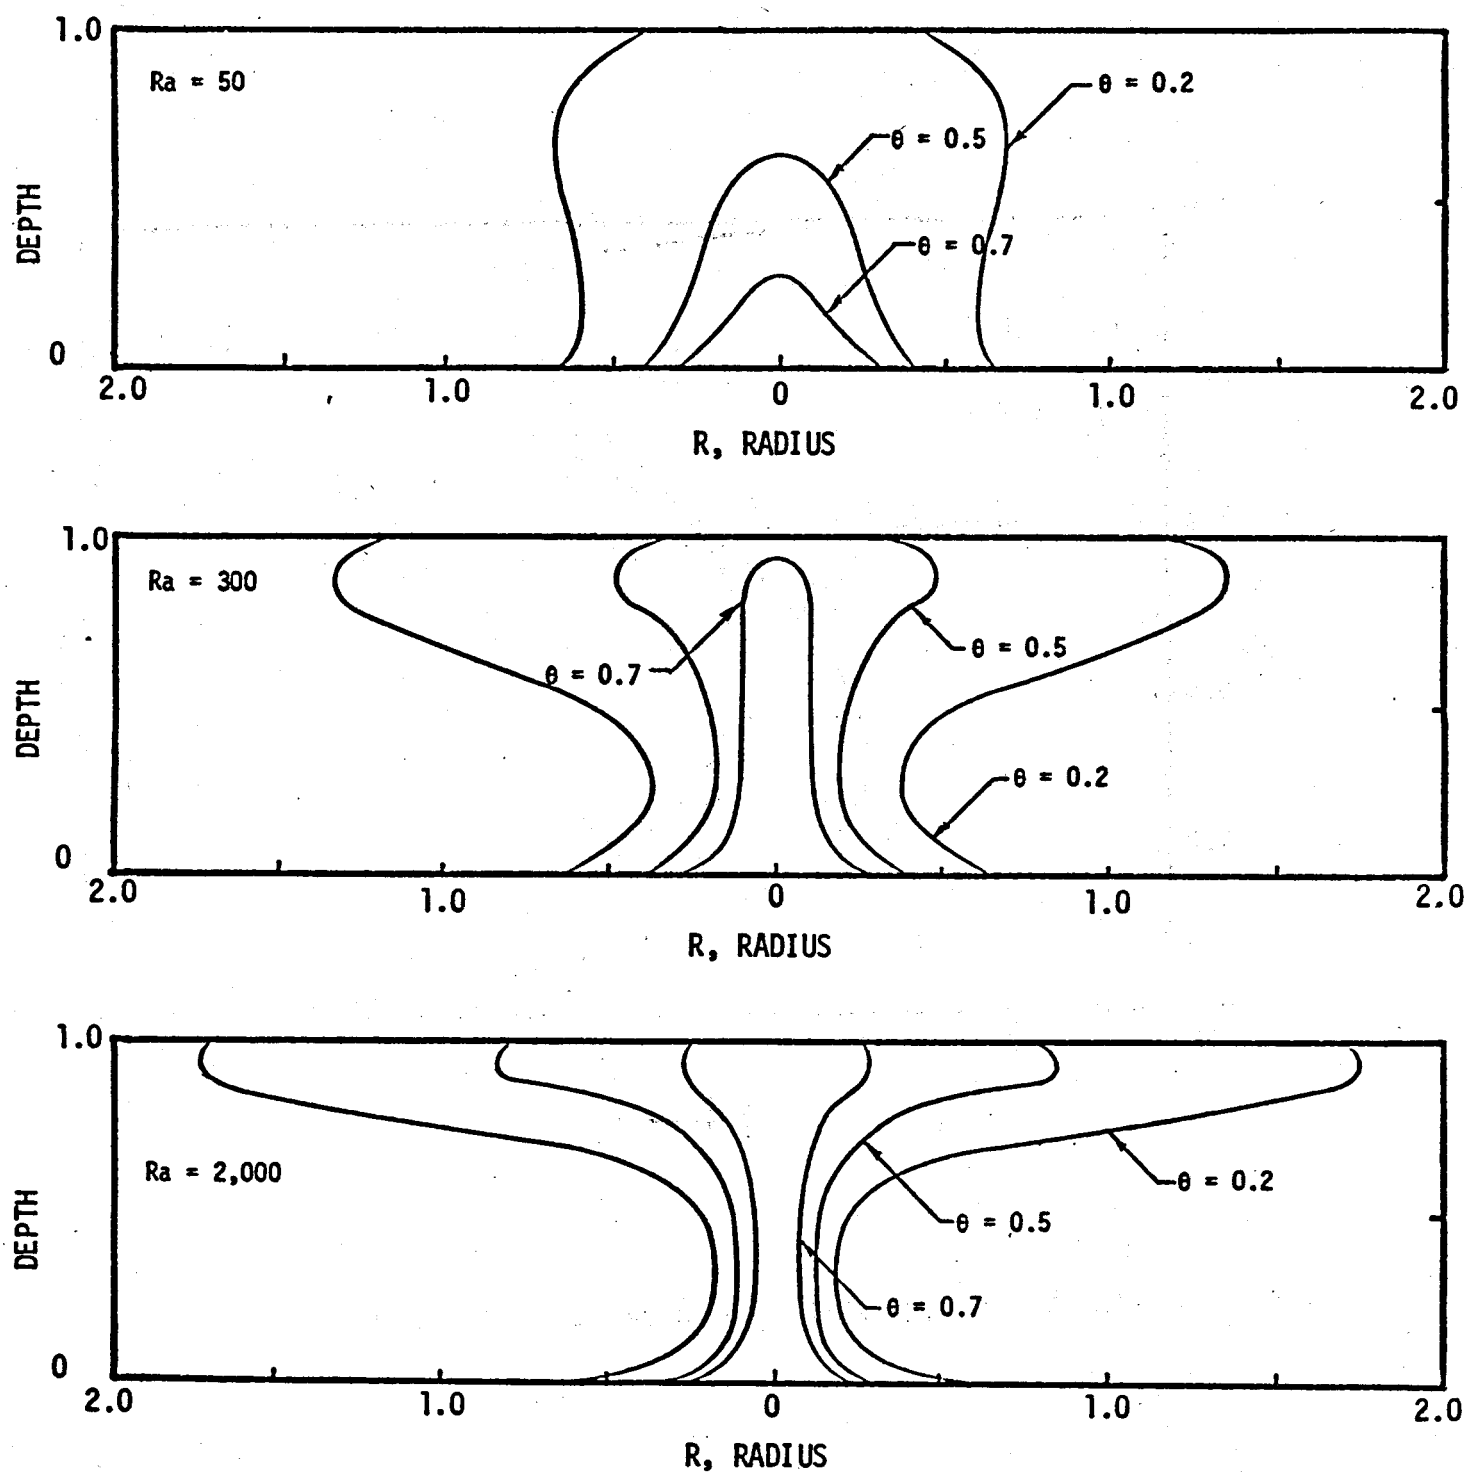 1.0
Ra = 50
θ = 0.2
θ = 0.5
θ = 0.7
DEPTH
0
2.0 1.0 0 1.0 2.0
R, RADIUS
1.0
Ra = 300
θ = 0.7
θ = 0.5
θ = 0.2
DEPTH
0
2.0 1.0 0 1.0 2.0
R, RADIUS
1.0
Ra = 2,000
θ = 0.2
θ = 0.5
θ = 0.7
DEPTH
0
2.0 1.0 0 1.0 2.0
R, RADIUS